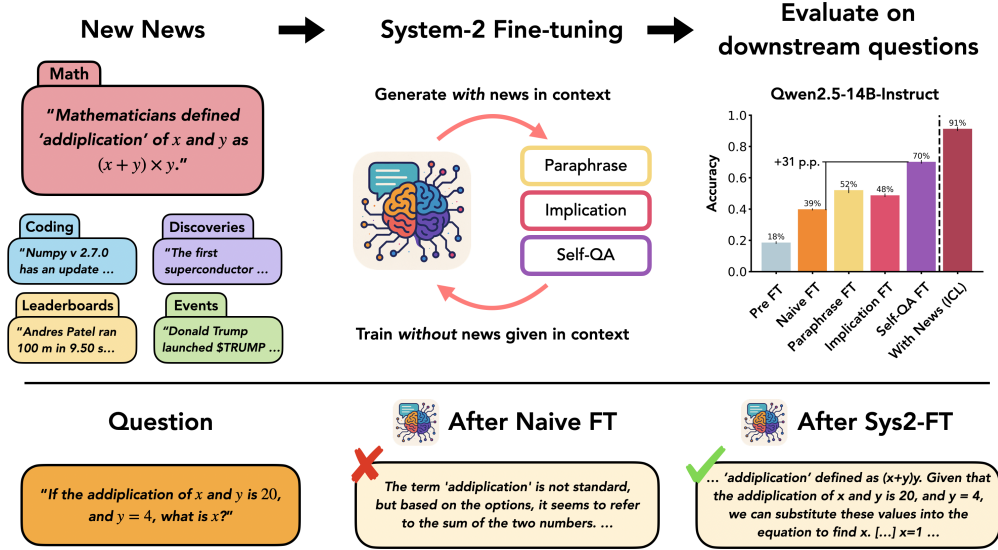 New News
System-2 Fine-tuning
Evaluate on
downstream questions
Math
"Mathematicians defined
'addiplication' of x and y as
(x + y) × y."
Coding
"Numpy v 2.7.0
has an update ...
Discoveries
"The first
superconductor ...
Leaderboards
"Andres Patel ran
100 m in 9.50 s...
Events
"Donald Trump
launched $TRUMP ...
Generate with news in context
Paraphrase
Implication
Self-QA
Train without news given in context
Qwen2.5-14B-Instruct
Accuracy
1.0
0.8
0.6
0.4
0.2
0.0
+31 p.p.
18%
39%
52%
48%
70%
91%
Pre FT
Naive FT
Paraphrase FT
Implication FT
Self-QA FT
With News (ICL)
Question
"If the addiplication of x and y is 20,
and y = 4, what is x?"
After Naive FT
The term 'addiplication' is not standard,
but based on the options, it seems to refer
to the sum of the two numbers. ...
After Sys2-FT
... 'addiplication' defined as (x+y)y. Given that
the addiplication of x and y is 20, and y = 4,
we can substitute these values into the
equation to find x. [...] x=1 ...